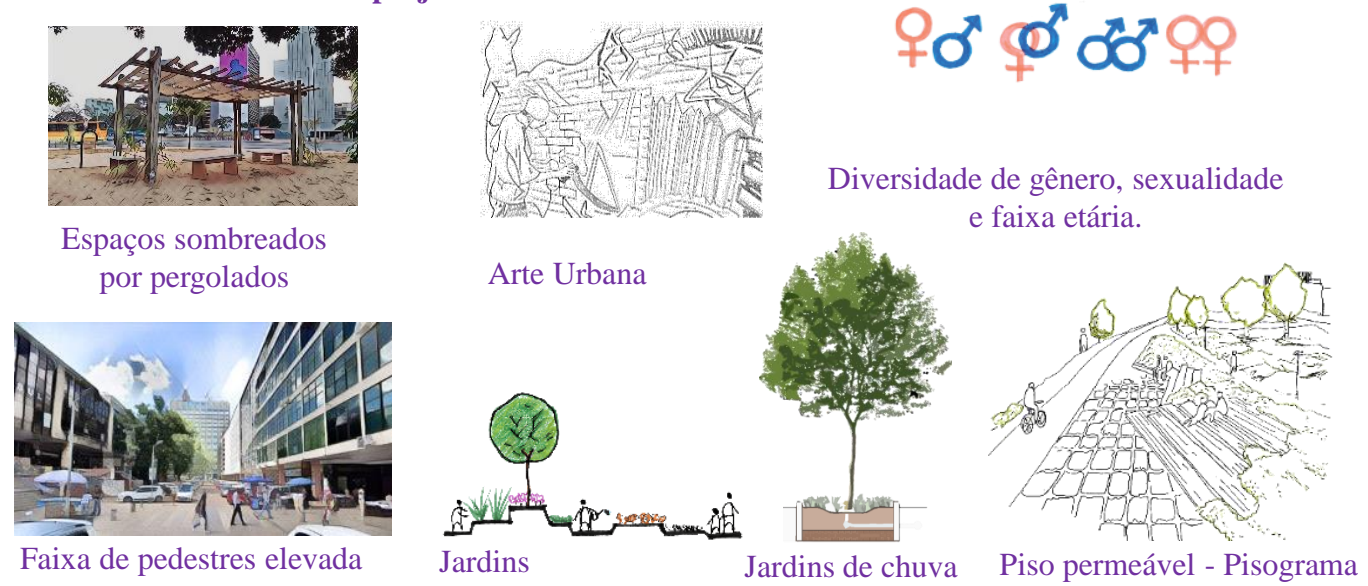 Espaços sombreados
por pergolados
Arte Urbana
Diversidade de gênero, sexualidade
e faixa etária.
Faixa de pedestres elevada
Jardins
Jardins de chuva
Piso permeável - Pisograma